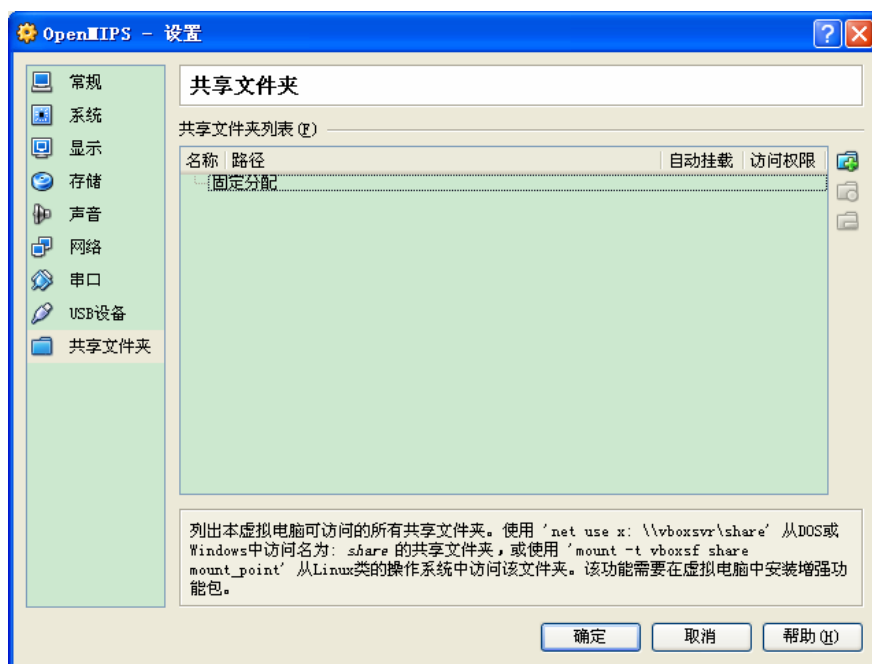 OpenMIPS - 设置
常规
系统
显示
存储
声音
网络
串口
USB设备
共享文件夹
共享文件夹
共享文件夹列表(F)
名称 路径 自动挂载 访问权限
固定分配
列出本虚拟电脑可访问的所有共享文件夹。使用 'net use x: \\vboxsvr\share' 从DOS或
Windows中访问名为: share 的共享文件夹，或使用 'mount -t vboxsf share
mount_point' 从Linux类的操作系统中访问该文件夹。该功能需要在虚拟电脑中安装增强功
能包。
确定 取消 帮助(H)